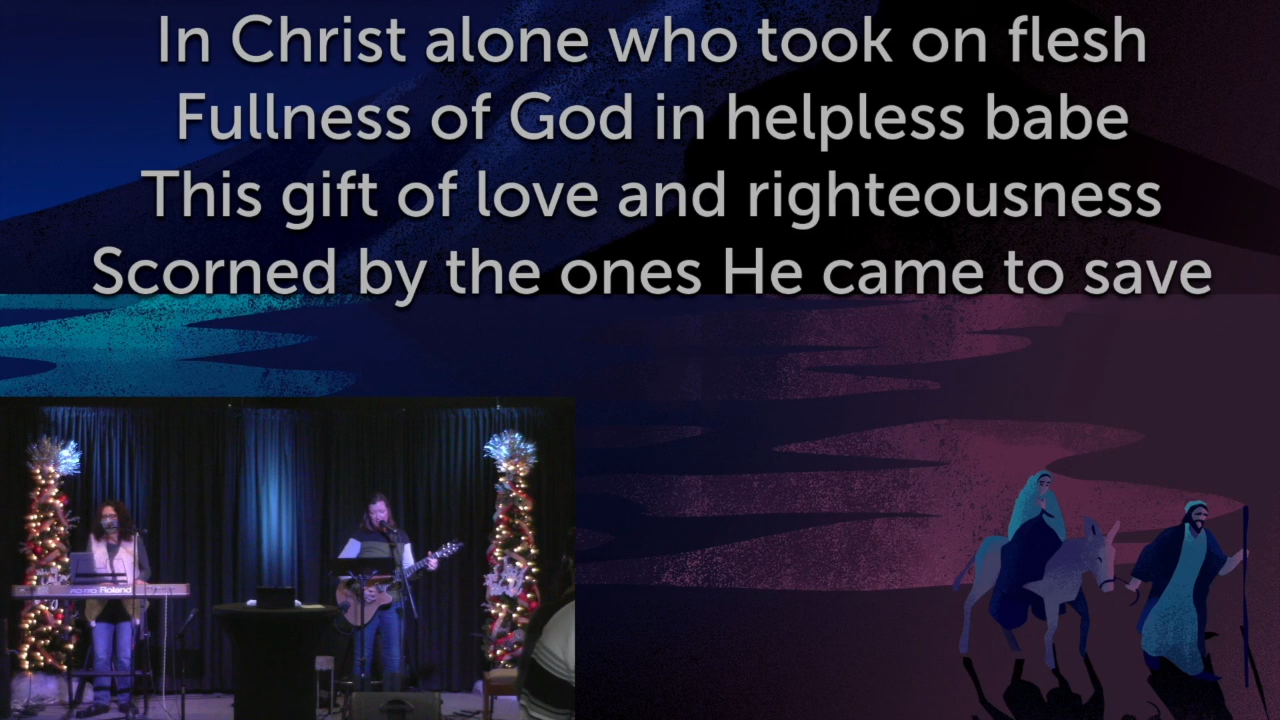 In Christ alone who took on flesh
Fullness of God in helpless babe
This gift of love and righteousness
Scorned by the ones He came to save
Roland